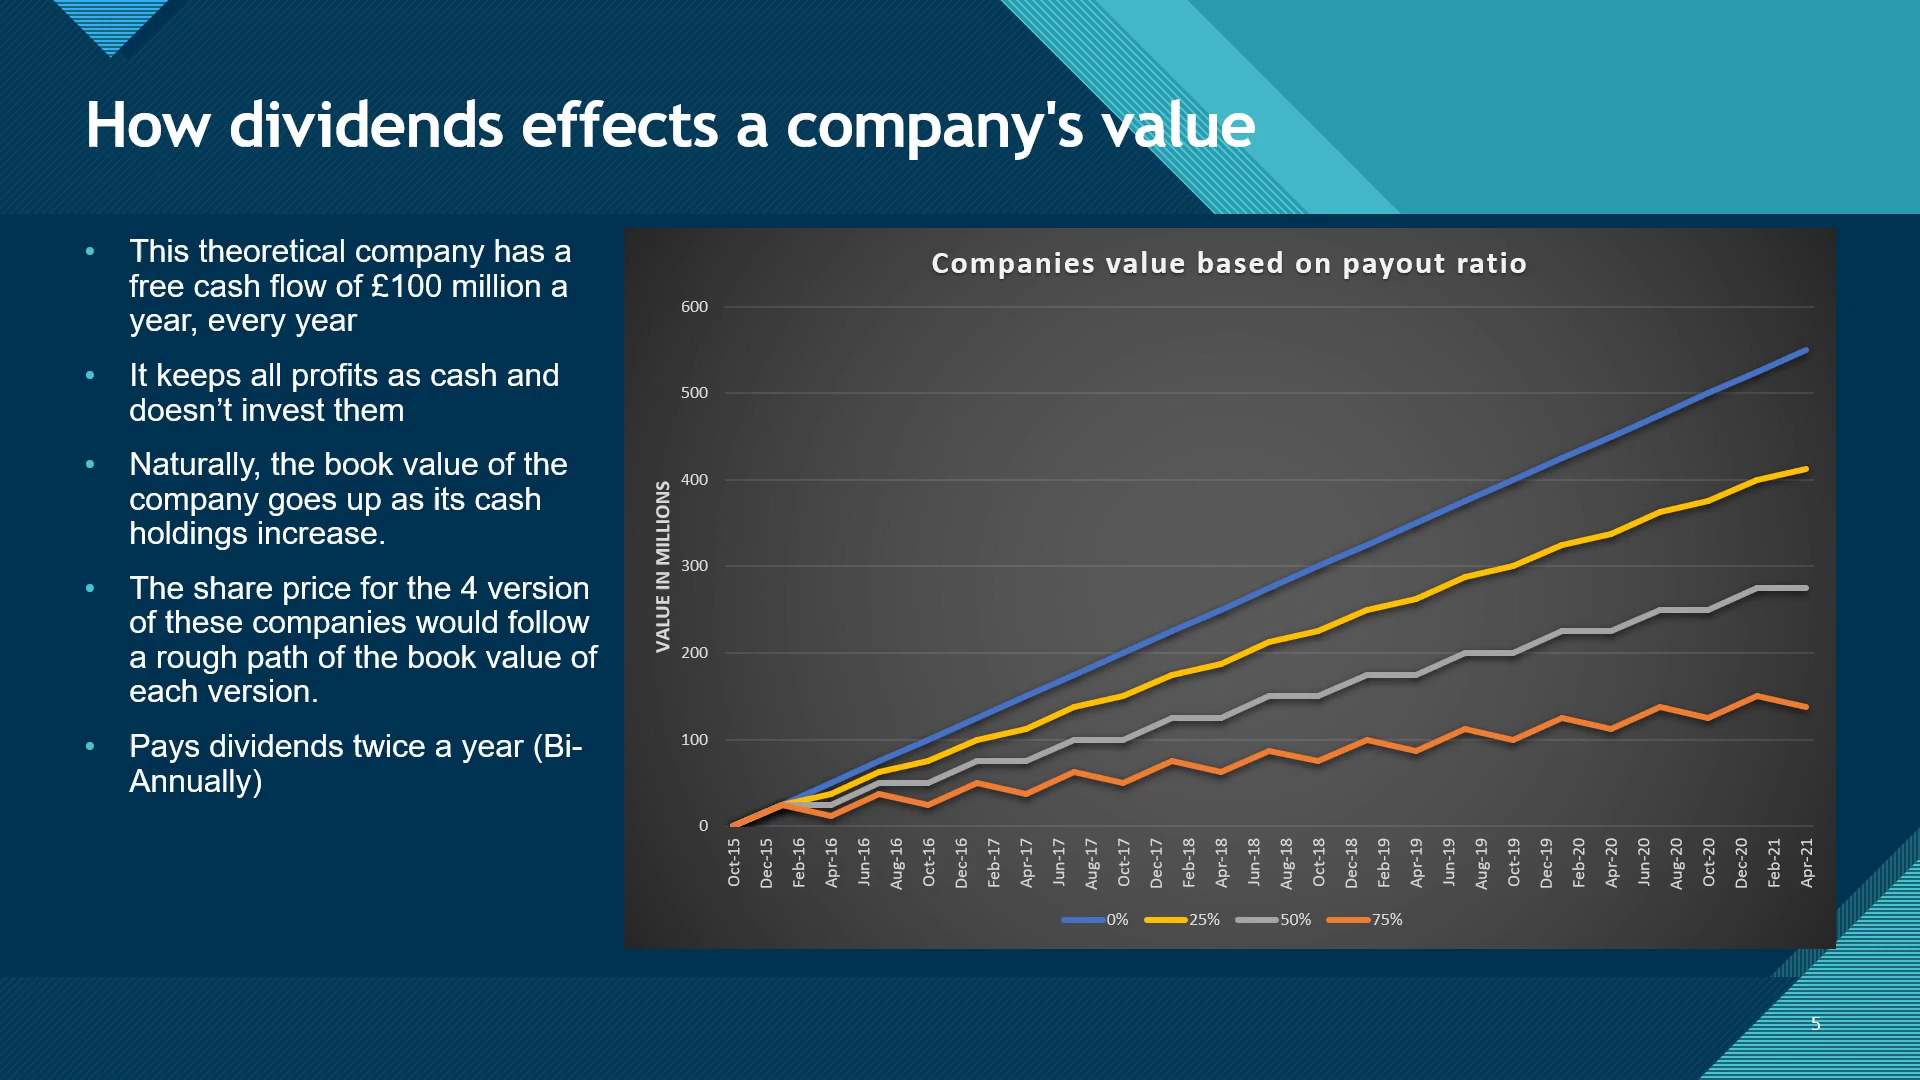 How dividends effects a company's value
• This theoretical company has a
free cash flow of £100 million a
year, every year
• It keeps all profits as cash and
doesn’t invest them
• Naturally, the book value of the
company goes up as its cash
holdings increase.
• The share price for the 4 version
of these companies would follow
a rough path of the book value of
each version.
• Pays dividends twice a year (Bi-
Annually)
Companies value based on payout ratio
VALUE IN MILLIONS
600
500
400
300
200
100
0
Oct-15 Dec-15 Feb-16 Apr-16 Jun-16 Aug-16 Oct-16 Dec-16 Feb-17 Apr-17 Jun-17 Aug-17 Oct-17 Dec-17 Feb-18 Apr-18 Jun-18 Aug-18 Oct-18 Dec-18 Feb-19 Apr-19 Jun-19 Aug-19 Oct-19 Dec-19 Feb-20 Apr-20 Jun-20 Aug-20 Oct-20 Dec-20 Feb-21 Apr-21
0% 25% 50% 75%
5